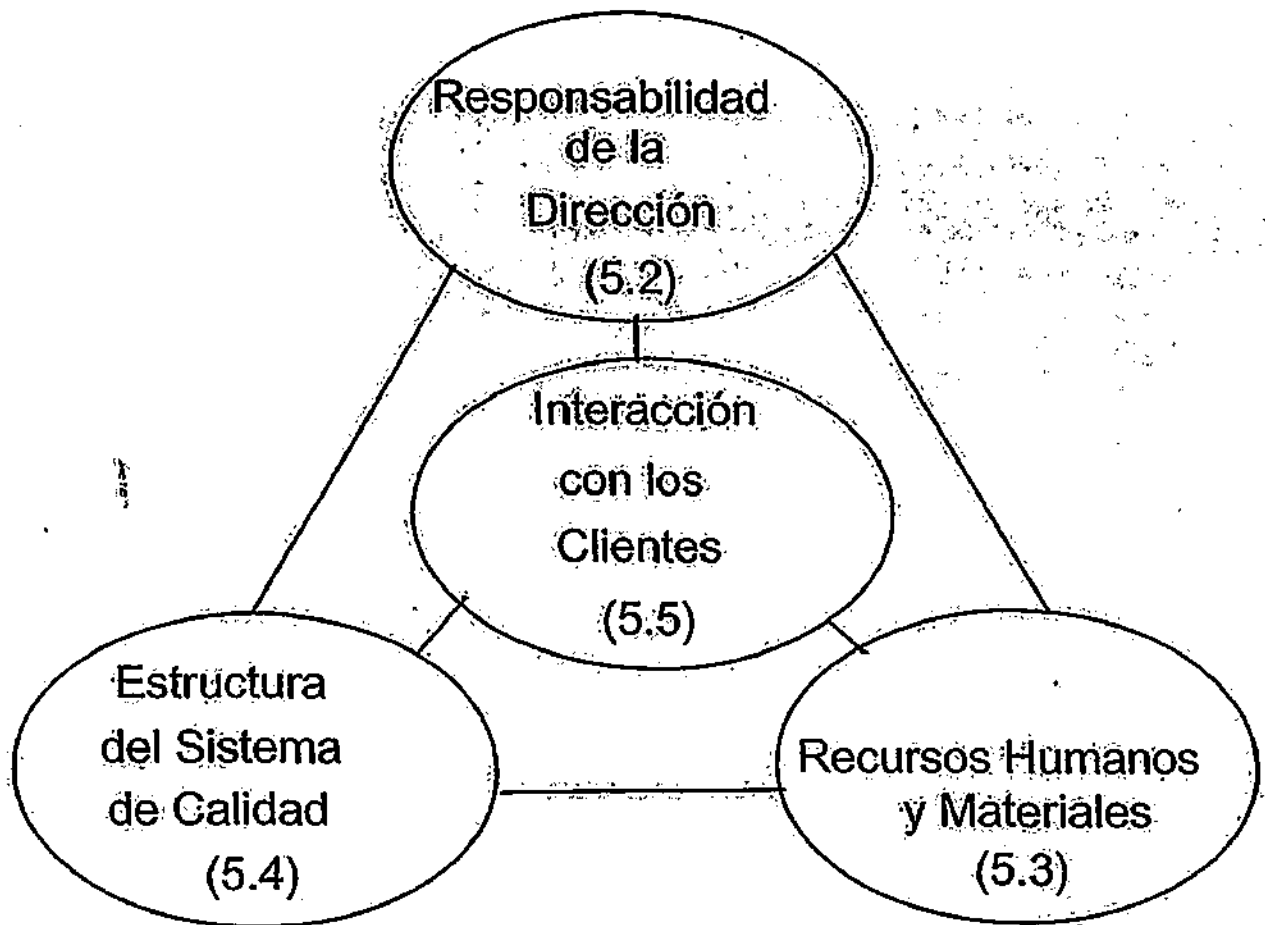 Responsabilidad
de la
Dirección
(5.2)
Interacción
con los
Clientes
(5.5)
Estructura
del Sistema
de Calidad
(5.4)
Recursos Humanos
y Materiales
(5.3)